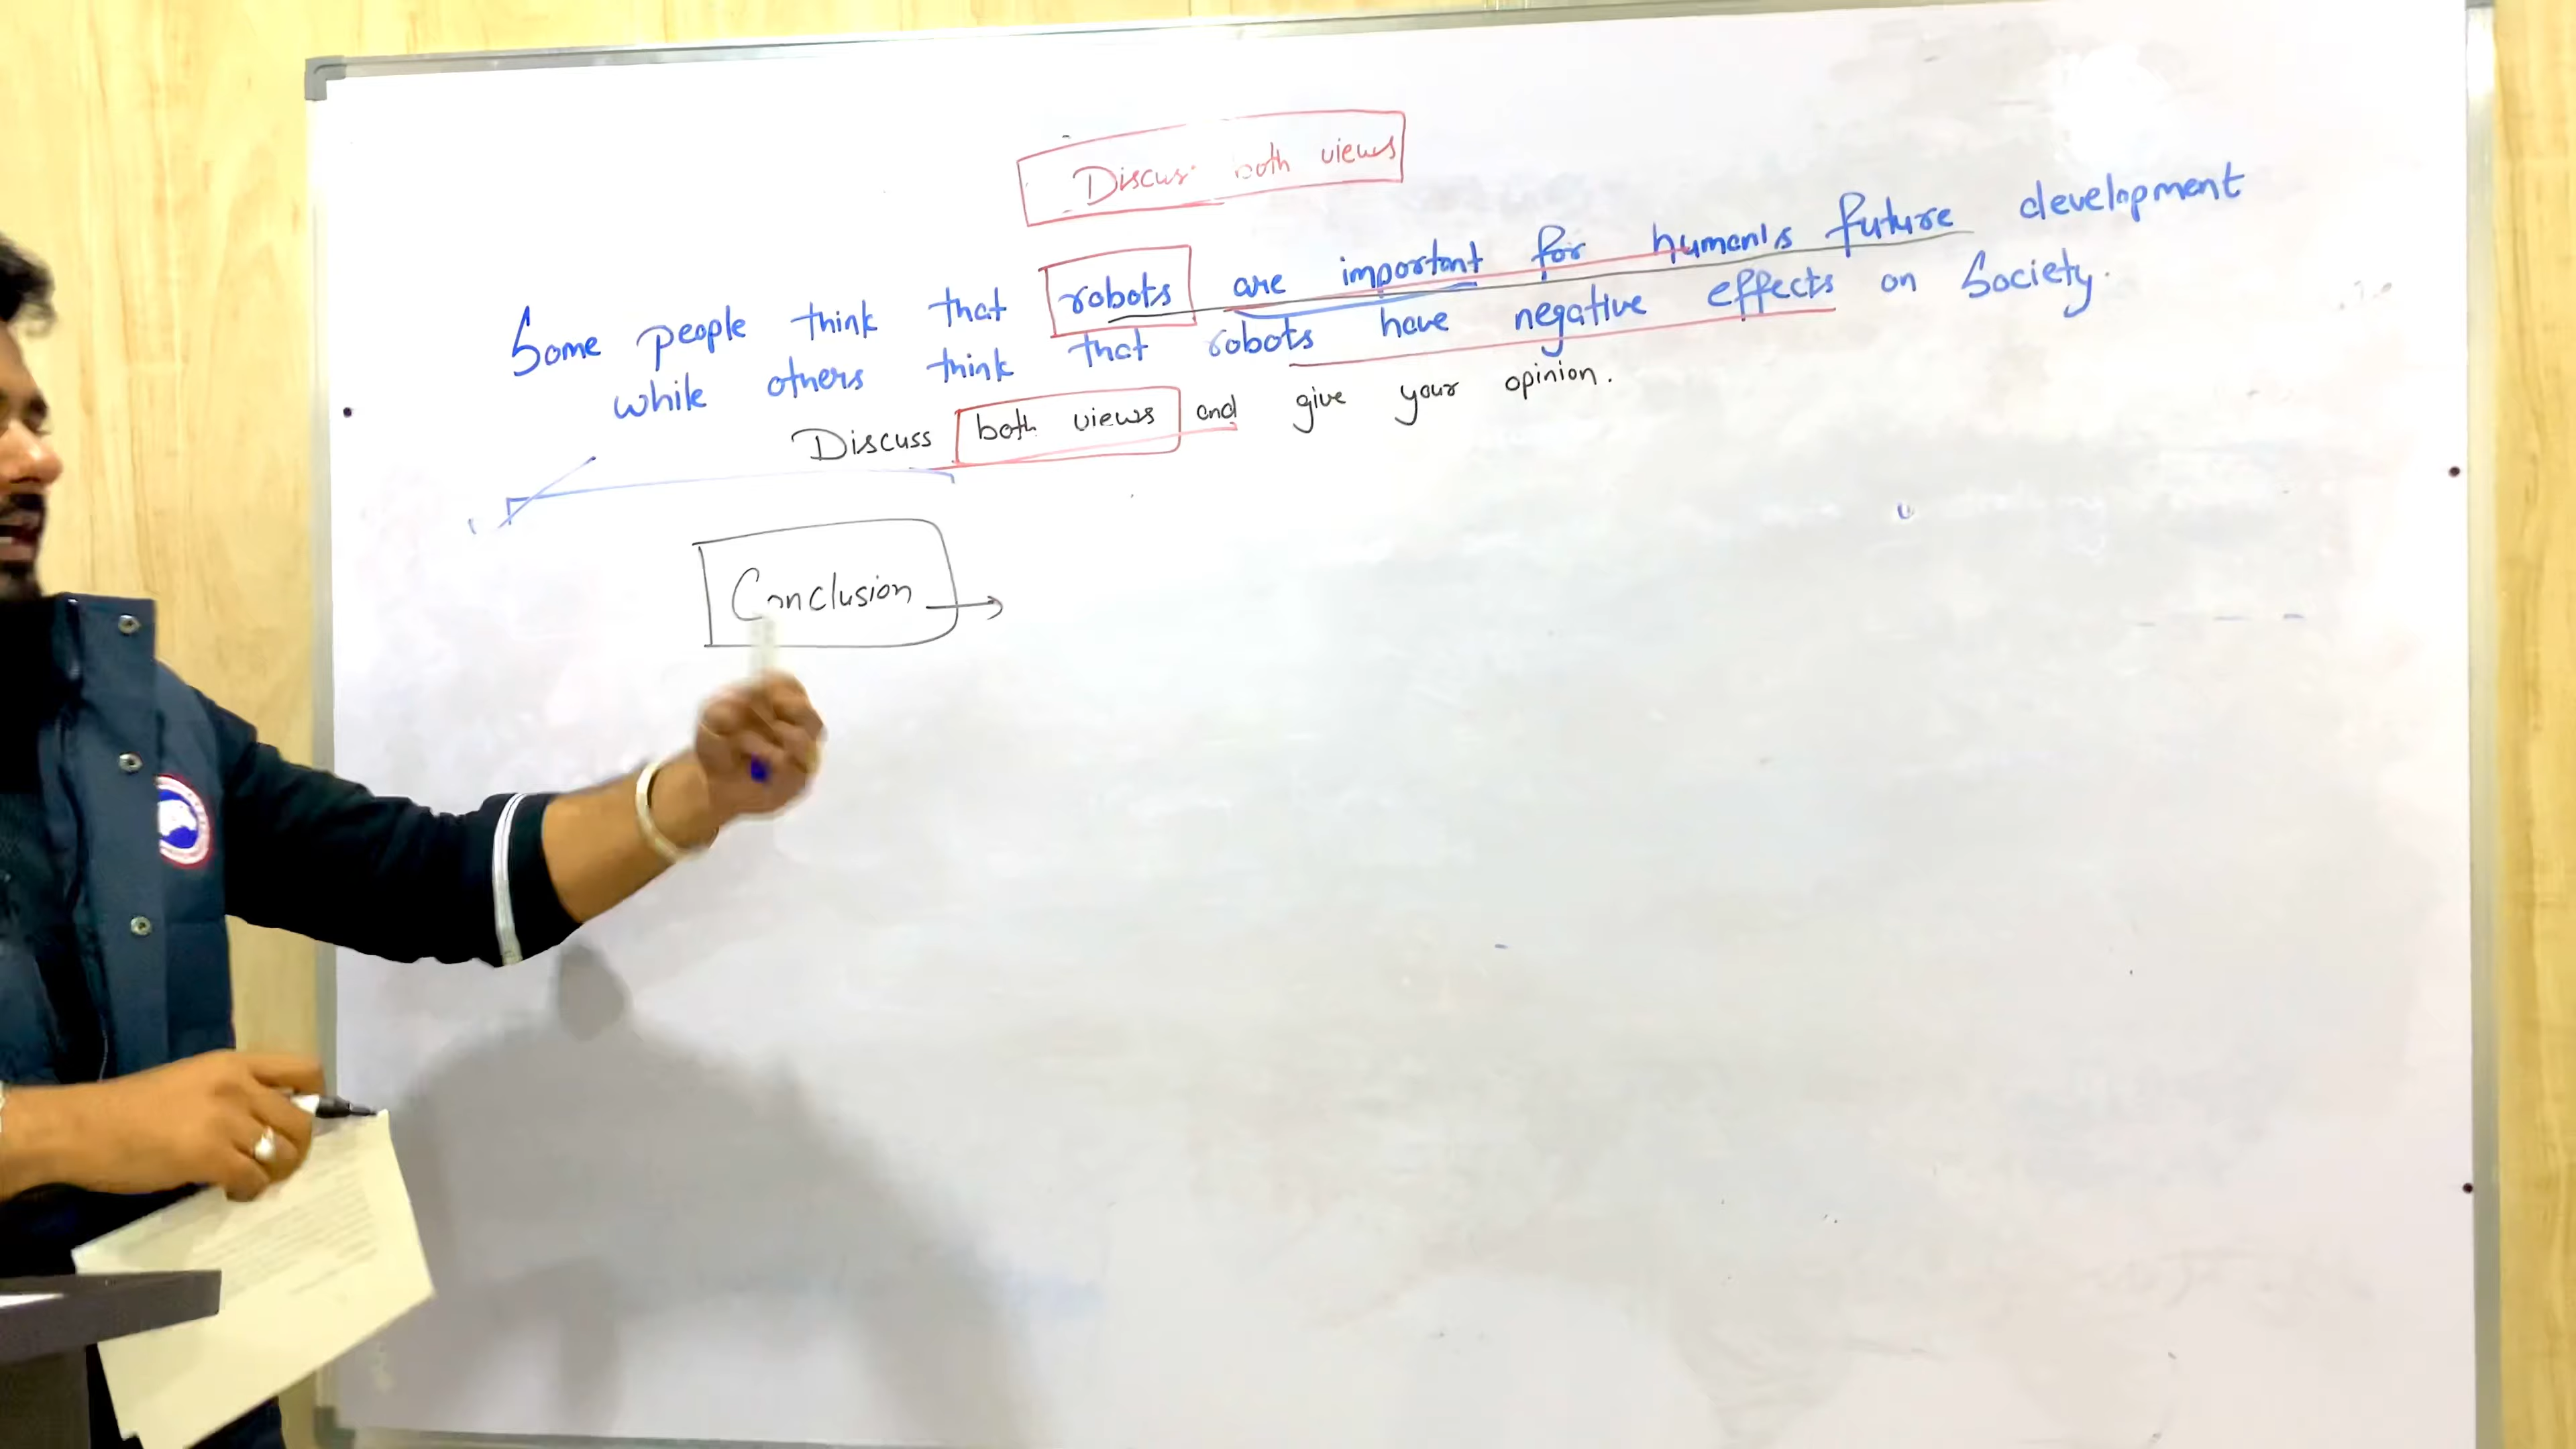 Discus both views
Some people think that robots are important for human's future development
while others think that robots have negative effects on Society.
Discuss both views and give your opinion.
Conclusion